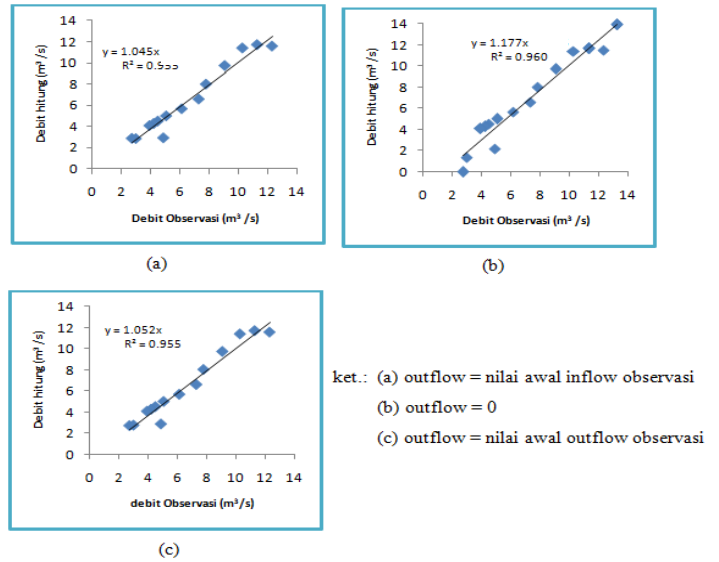 14
12
10
8
6
4
2
0
y = 1.045x
Debit hitung (m³/s)
0 2 4 6 8 10 12 14
Debit Observasi (m³/s)
(a)
14
12
10
8
6
4
2
0
y = 1.177x
R² = 0.960
Debit hitung (m³/s)
0 2 4 6 8 10 12 14
Debit Observasi (m³/s)
(b)
14
12
10
8
6
4
2
0
y = 1.052x
R² = 0.955
Debit hitung (m³/s)
0 2 4 6 8 10 12 14
debit Observasi (m³/s)
(c)
ket.: (a) outflow = nilai awal inflow observasi
(b) outflow = 0
(c) outflow = nilai awal outflow observasi